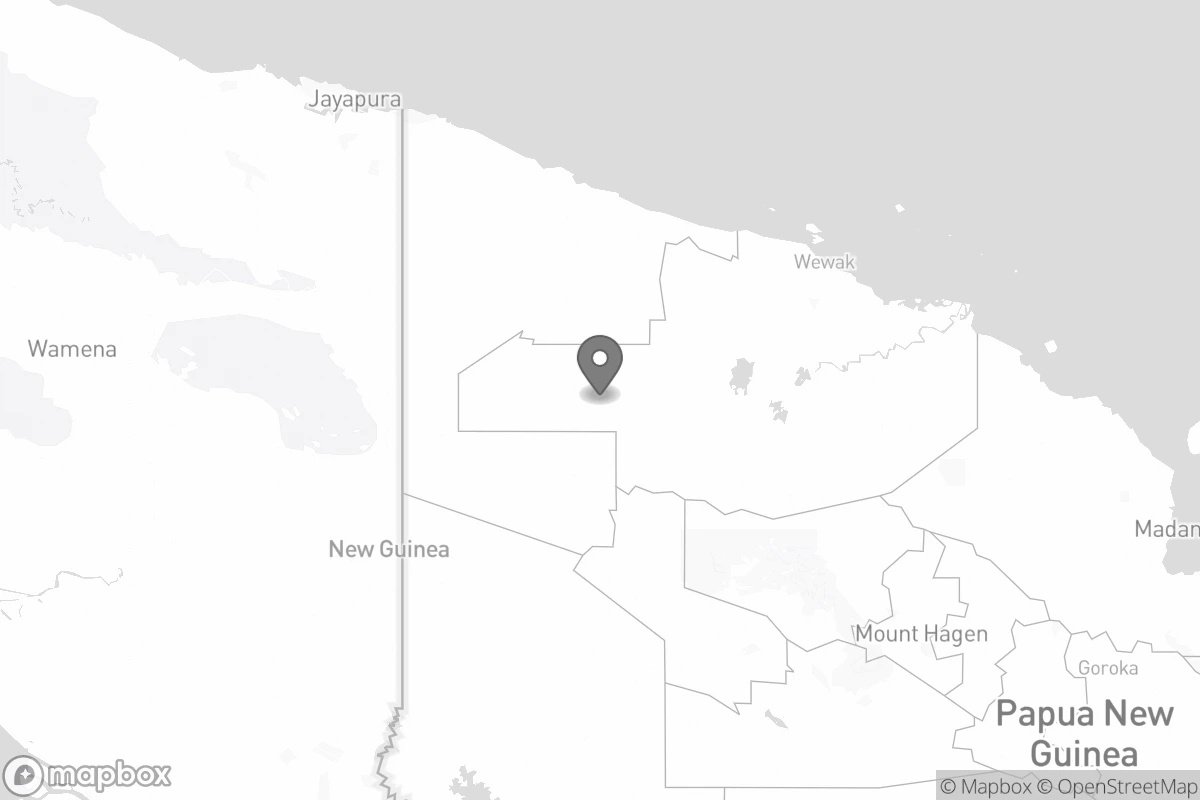 Jayapura
Wewak
Wamena
Madan
New Guinea
Mount Hagen
Goroka
Papua New
Guinea
mapbox
© Mapbox © OpenStreetMap